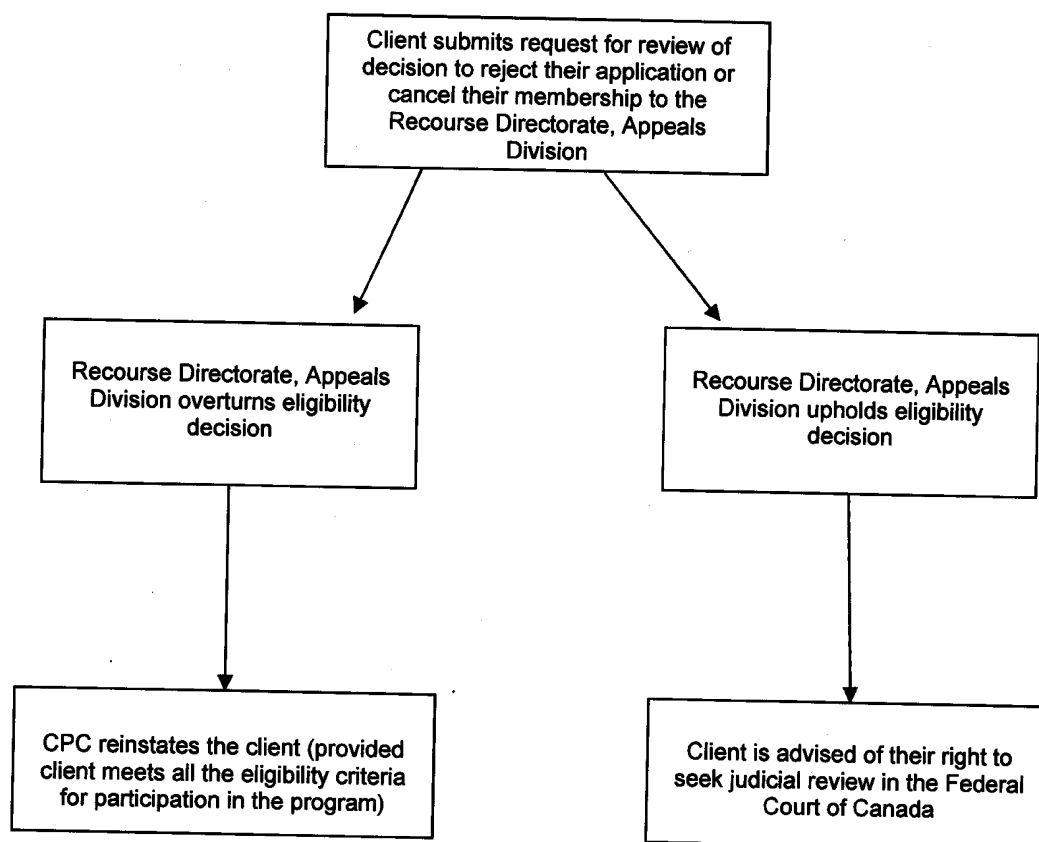 Client submits request for review of
decision to reject their application or
cancel their membership to the
Recourse Directorate, Appeals
Division
Recourse Directorate, Appeals
Division overturns eligibility
decision
Recourse Directorate, Appeals
Division upholds eligibility
decision
CPC reinstates the client (provided
client meets all the eligibility criteria
for participation in the program)
Client is advised of their right to
seek judicial review in the Federal
Court of Canada